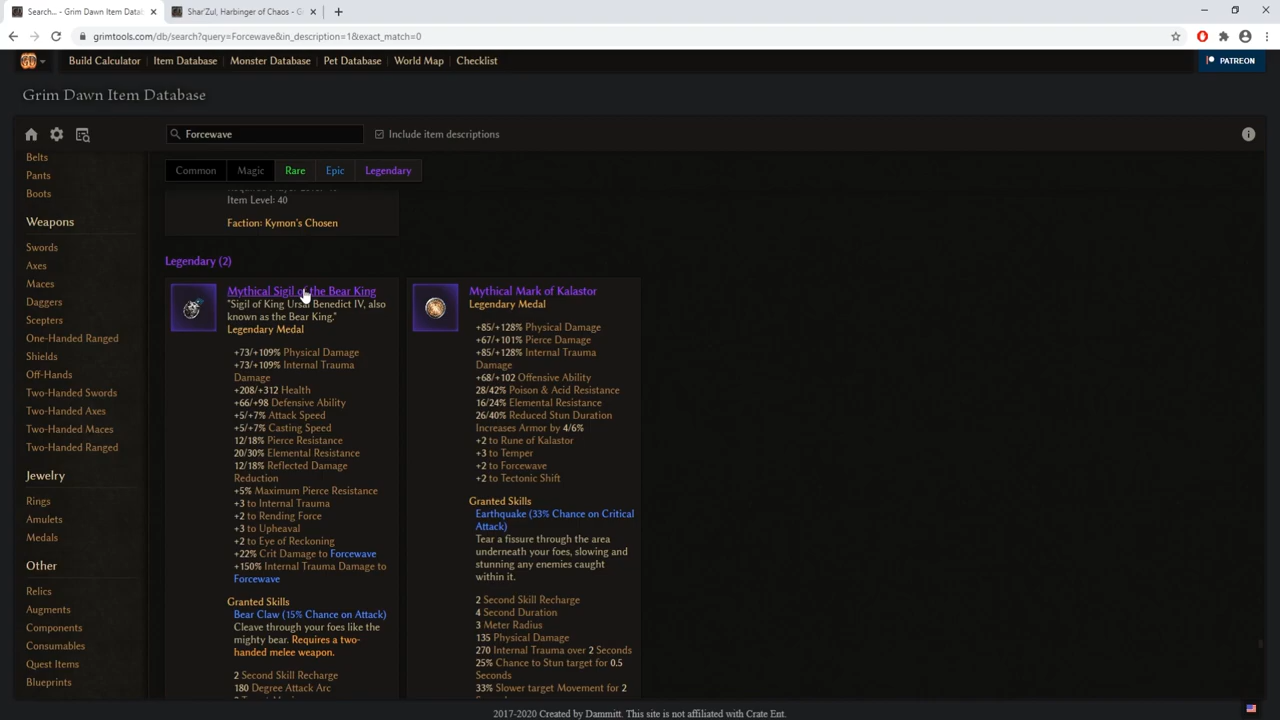 Search... - Grim Dawn Item Databa
Shar'Zul, Harbinger of Chaos - G
grimtools.com/db/search?query=Forcewave&in_description=1&exact_match=0
Build Calculator
Item Database
Monster Database
Pet Database
World Map
Checklist
PATREON
Grim Dawn Item Database
Forcewave
Include item descriptions
Common
Magic
Rare
Epic
Legendary
Belts
Pants
Boots
Weapons
Swords
Axes
Maces
Daggers
Scepters
One-Handed Ranged
Shields
Off-Hands
Two-Handed Swords
Two-Handed Axes
Two-Handed Maces
Two-Handed Ranged
Jewelry
Rings
Amulets
Medals
Other
Relics
Augments
Components
Consumables
Quest Items
Blueprints
Item Level: 40
Faction: Kymon's Chosen
Legendary (2)
Mythical Sigil of the Bear King
"Sigil of King Ursal Benedict IV, also
known as the Bear King."
Legendary Medal
+73/+109% Physical Damage
+73/+109% Internal Trauma
Damage
+208/+312 Health
+66/+98 Defensive Ability
+5/+7% Attack Speed
+5/+7% Casting Speed
12/18% Pierce Resistance
20/30% Elemental Resistance
12/18% Reflected Damage
Reduction
+5% Maximum Pierce Resistance
+3 to Internal Trauma
+2 to Rending Force
+3 to Upheaval
+2 to Eye of Reckoning
+22% Crit Damage to Forcewave
+150% Internal Trauma Damage to
Forcewave
Granted Skills
Bear Claw (15% Chance on Attack)
Cleave through your foes like the
mighty bear. Requires a two-
handed melee weapon.
2 Second Skill Recharge
180 Degree Attack Arc
Mythical Mark of Kalastor
Legendary Medal
+85/+128% Physical Damage
+67/+101% Pierce Damage
+85/+128% Internal Trauma
Damage
+68/+102 Offensive Ability
28/42% Poison & Acid Resistance
16/24% Elemental Resistance
26/40% Reduced Stun Duration
Increases Armor by 4/6%
+2 to Rune of Kalastor
+3 to Temper
+2 to Forcewave
+2 to Tectonic Shift
Granted Skills
Earthquake (33% Chance on Critical
Attack)
Tear a fissure through the area
underneath your foes, slowing and
stunning any enemies caught
within it.
2 Second Skill Recharge
4 Second Duration
3 Meter Radius
135 Physical Damage
270 Internal Trauma over 2 Seconds
25% Chance to Stun target for 0.5
Seconds
33% Slower target Movement for 2
2017-2020 Created by Dammitt. This site is not affiliated with Crate Ent.